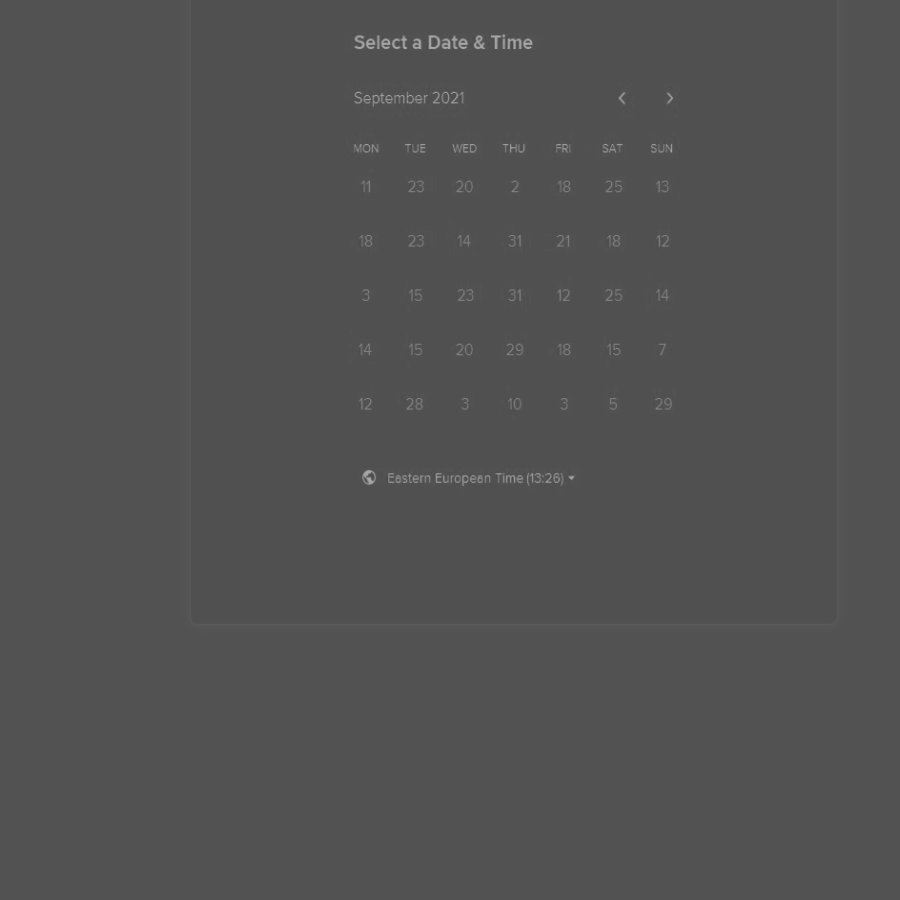 Select a Date & Time
September 2021
MON TUE WED THU FRI SAT SUN
11 23 20 2 18 25 13
18 23 14 31 21 18 12
3 15 23 31 12 25 14
14 15 20 29 18 15 7
12 28 3 10 3 5 29
Eastern European Time (13:26)